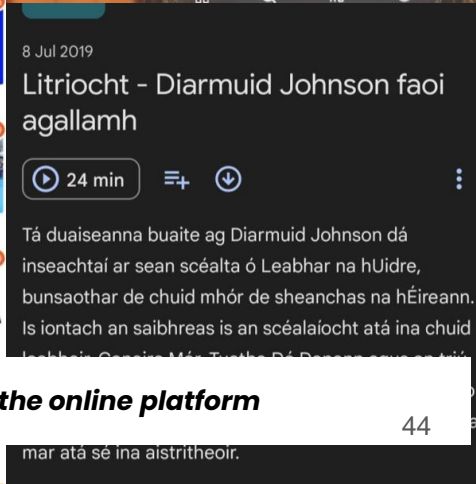 8 Jul 2019
Litriocht - Diarmuid Johnson faoi
agallamh
24 min
Tá duaiseanna buaite ag Diarmuid Johnson dá
inseachtaí ar sean scéalta ó Leabhar na hUidre,
bunsaothar de chuid mhór de sheanchas na hÉireann.
Is iontach an saibhreas is an scéalaíocht atá ina chuid
the online platform
44
mar atá sé ina aistritheoir.